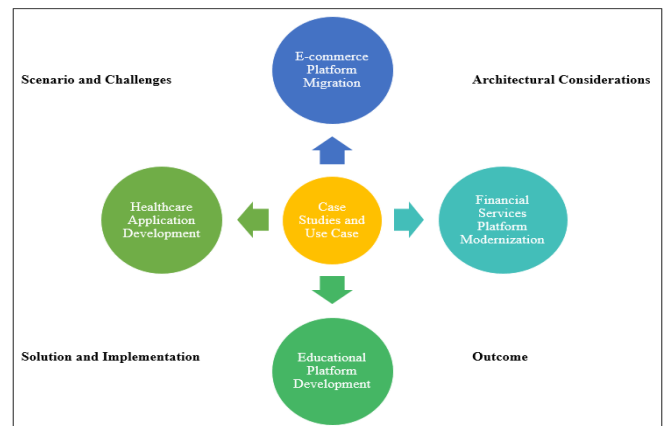 E-commerce
Platform
Migration
Scenario and Challenges
Architectural Considerations
Healthcare
Application
Development
Case
Studies and
Use Case
Financial
Services
Platform
Modernization
Solution and Implementation
Educational
Platform
Development
Outcome